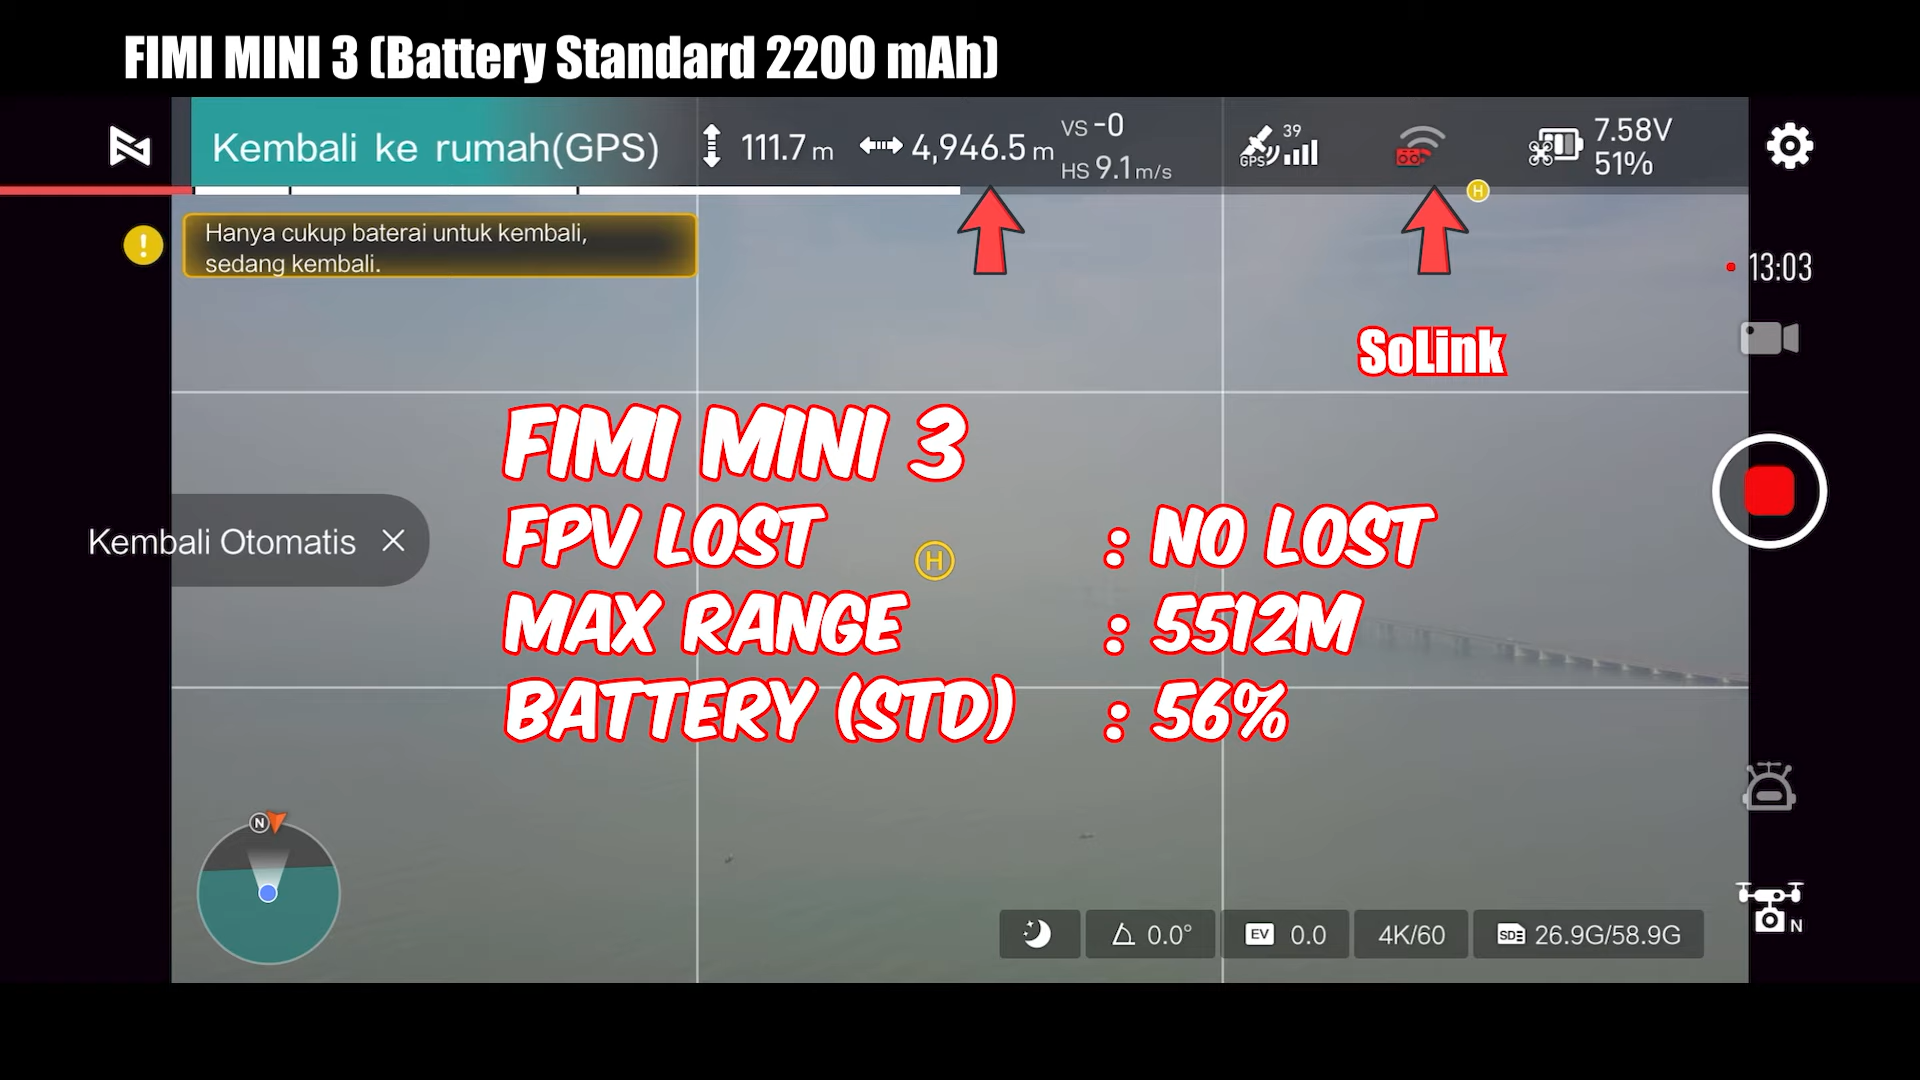 FIMI MINI 3 (Battery Standard 2200 mAh)
Kembali ke rumah(GPS)
111.7 m
4,946.5 m
VS -0
HS 9.1 m/s
GPS
39
7.58V
51%
H
Hanya cukup baterai untuk kembali,
sedang kembali.
13:03
SoLink
FIMI MINI 3
FPV LOST : NO LOST
Kembali Otomatis
H
MAX RANGE : 5512M
BATTERY (STD) : 56%
N
N
0.0°
EV 0.0
4K/60
SD 26.9G/58.9G